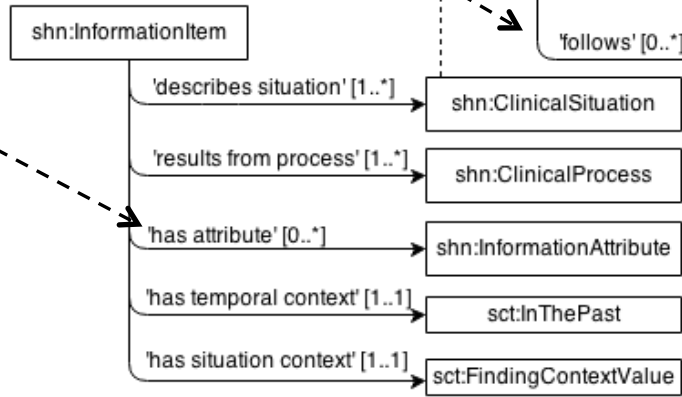 shn:InformationItem
'follows' [0..*]
'describes situation' [1..*]
shn:ClinicalSituation
'results from process' [1..*]
shn:ClinicalProcess
'has attribute' [0..*]
shn:InformationAttribute
'has temporal context' [1..1]
sct:InThePast
'has situation context' [1..1]
sct:FindingContextValue